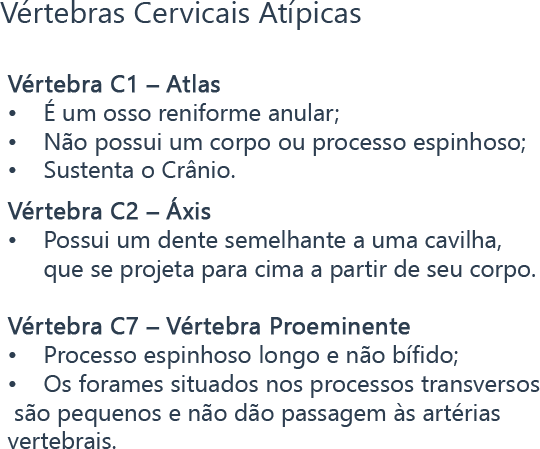 Vértebras Cervicais Atípicas
Vértebra C1 – Atlas
• É um osso reniforme anular;
• Não possui um corpo ou processo espinhoso;
• Sustenta o Crânio.
Vértebra C2 – Áxis
• Possui um dente semelhante a uma cavilha,
que se projeta para cima a partir de seu corpo.
Vértebra C7 – Vértebra Proeminente
• Processo espinhoso longo e não bífido;
• Os forames situados nos processos transversos
são pequenos e não dão passagem às artérias
vertebrais.